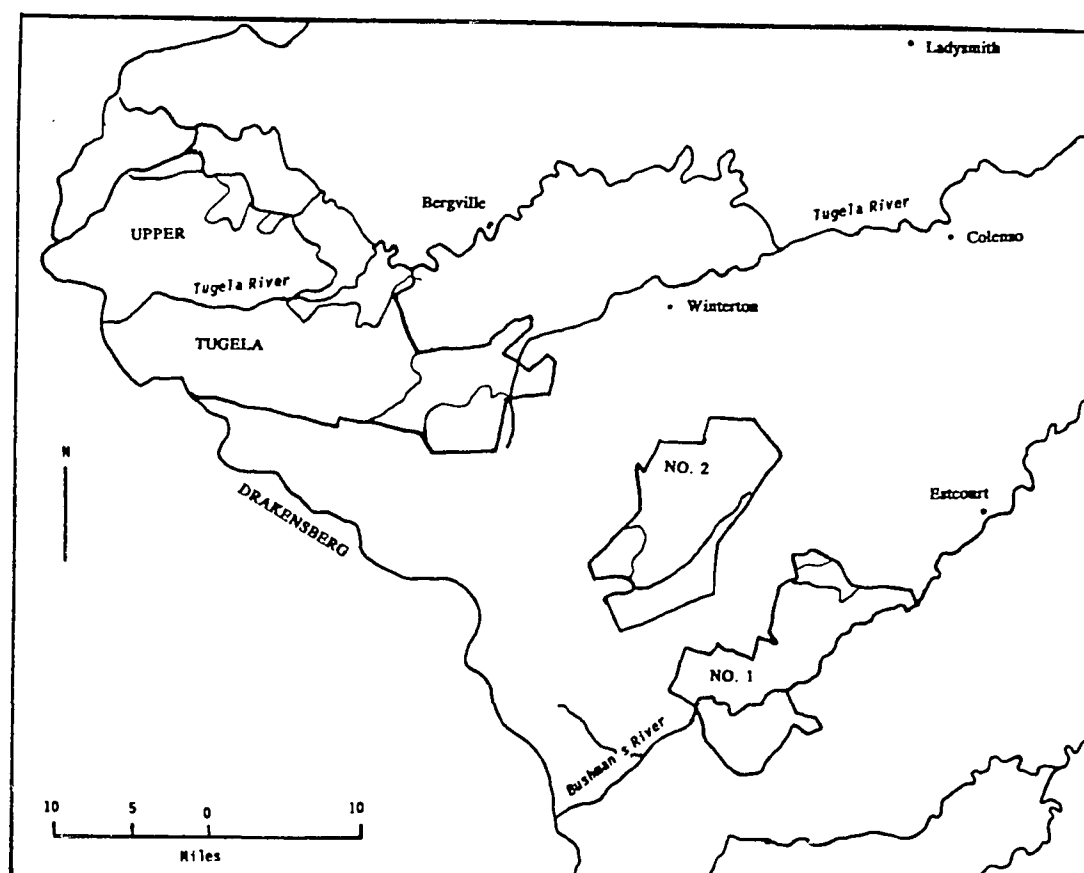 Ladysmith
Bergville
Tugela River
Colenso
UPPER
Tugela River
Winterton
TUGELA
N
NO. 2
DRAKENSBERG
Estcourt
NO. 1
Bushman's River
10 5 0 10
Miles